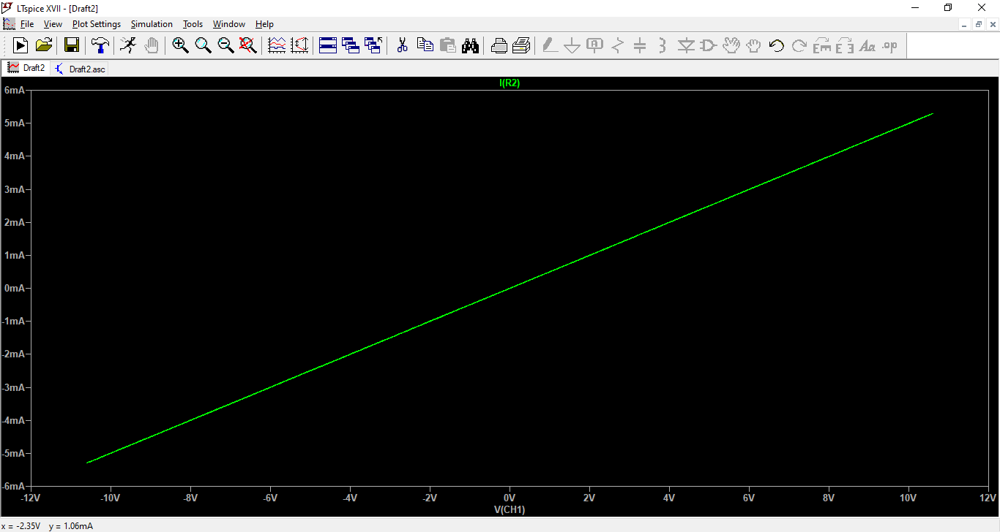 LTspice XVII - [Draft2]
File View Plot Settings Simulation Tools Window Help
Draft2 Draft2.asc
I(R2)
6mA
5mA
4mA
3mA
2mA
1mA
0mA
-1mA
-2mA
-3mA
-4mA
-5mA
-6mA
-12V -10V -8V -6V -4V -2V 0V 2V 4V 6V 8V 10V 12V
V(CH1)
x = -2.35V y = 1.06mA